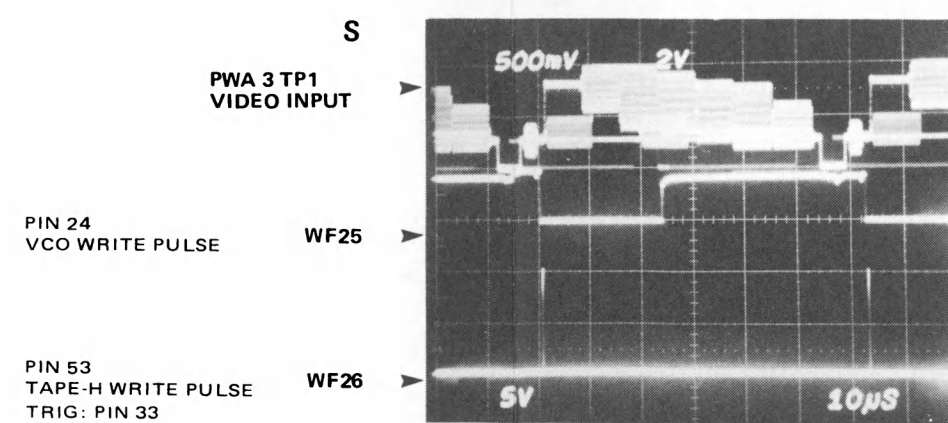 S
500mV 2V
PWA 3 TP1
VIDEO INPUT
PIN 24
VCO WRITE PULSE WF25
PIN 53
TAPE-H WRITE PULSE WF26
TRIG: PIN 33
5V 10µS